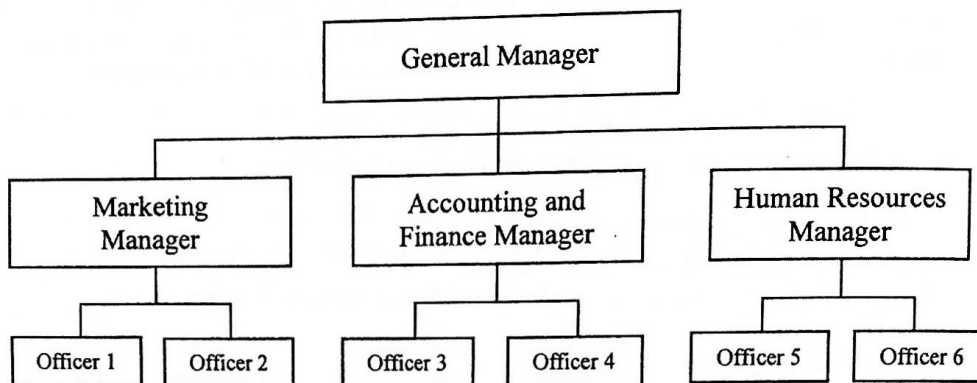 General Manager
Marketing
Manager
Accounting and
Finance Manager
Human Resources
Manager
Officer 1
Officer 2
Officer 3
Officer 4
Officer 5
Officer 6